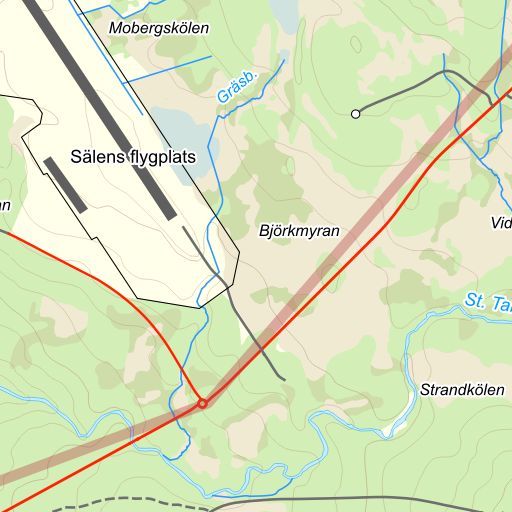 Mobergskölen
Gräsb.
Sälens flygplats
Björkmyran
Strandkölen